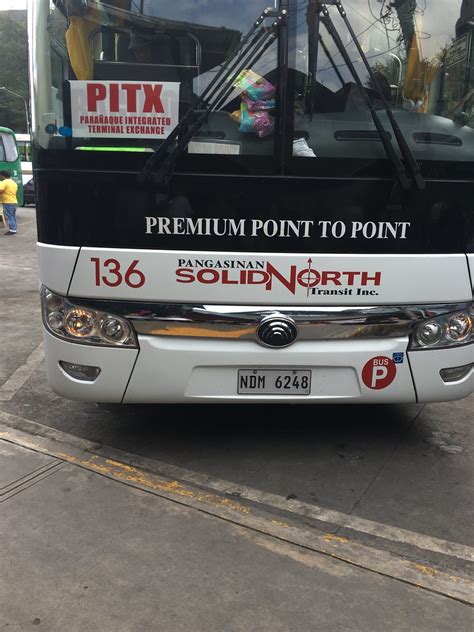 PITX
PARAÑAQUE INTEGRATED
TERMINAL EXCHANGE
PREMIUM POINT TO POINT
136
PANGASINAN
SOLIDNORTH
Transit Inc.
NDM 6248
BUS
P